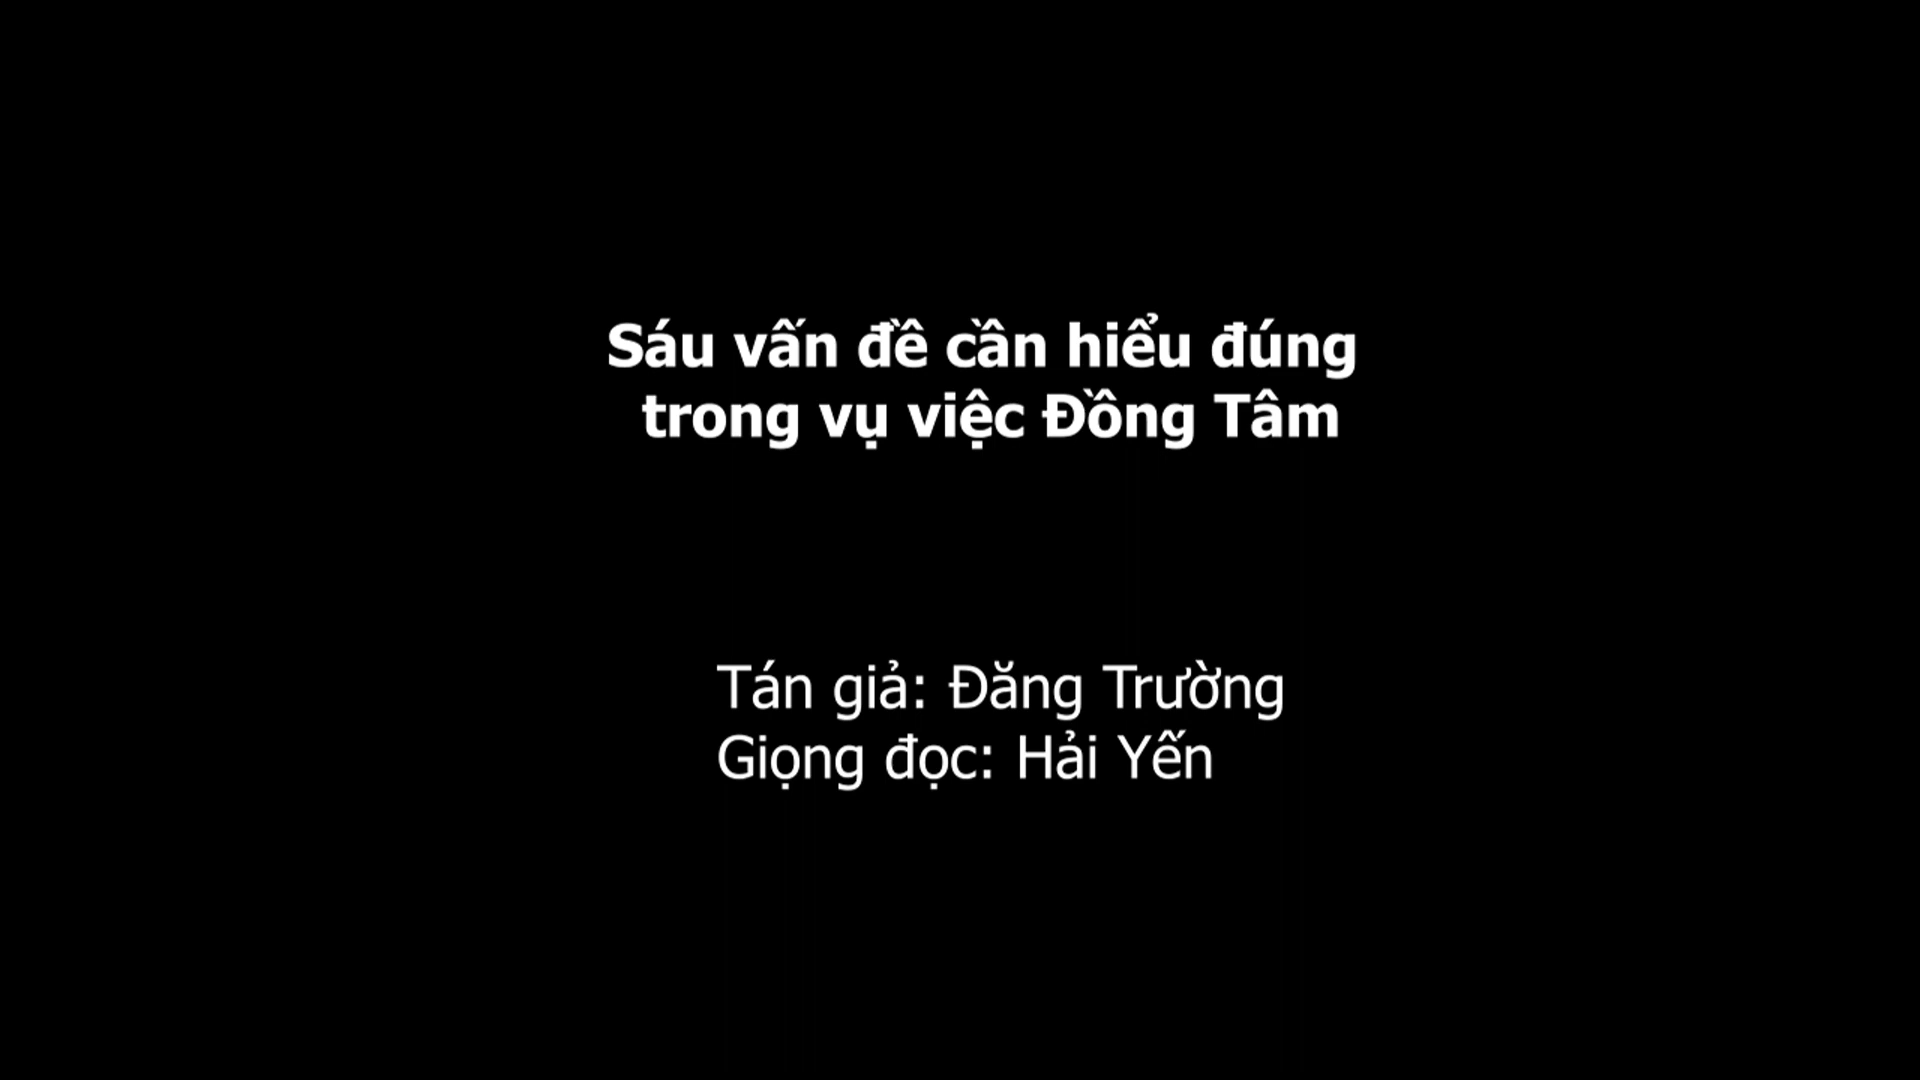 Sáu vấn đề cần hiểu đúng
trong vụ việc Đồng Tâm
Tán giả: Đăng Trường
Giọng đọc: Hải Yến